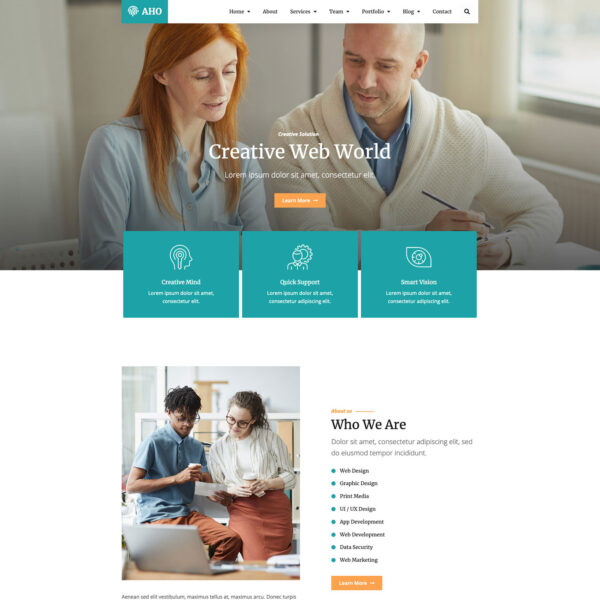 AHO
Home About Services Team Portfolio Blog Contact
Creative Solution
Creative Web World
Lorem ipsum dolor sit amet, consectetur elit.
Learn More →
Creative Mind
Lorem ipsum dolor sit amet,
consectetur elit.
Quick Support
Lorem ipsum dolor sit amet,
consectetur adipiscing elit.
Smart Vision
Lorem ipsum dolor sit amet,
consectetur elit.
About us
Who We Are
Dolor sit amet, consectetur adipiscing elit, sed
do eiusmod tempor incididunt.
Web Design
Graphic Design
Print Media
UI / UX Design
App Development
Web Development
Data Security
Web Marketing
Learn More →
Aenean sed elit vestibulum, maximus tellus at, maximus arcu. Donec turpis